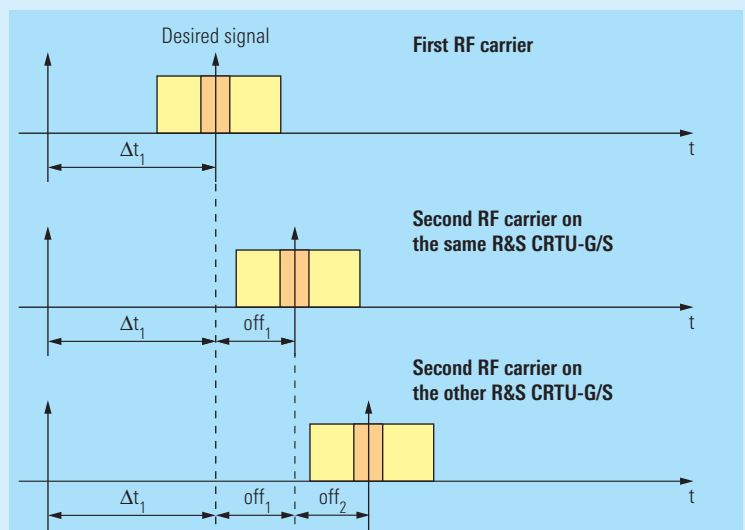 Desired signal
First RF carrier
Δt₁
t
Second RF carrier on
the same R&S CRTU-G/S
Δt₁ off₁
t
Second RF carrier on
the other R&S CRTU-G/S
Δt₁ off₁ off₂
t